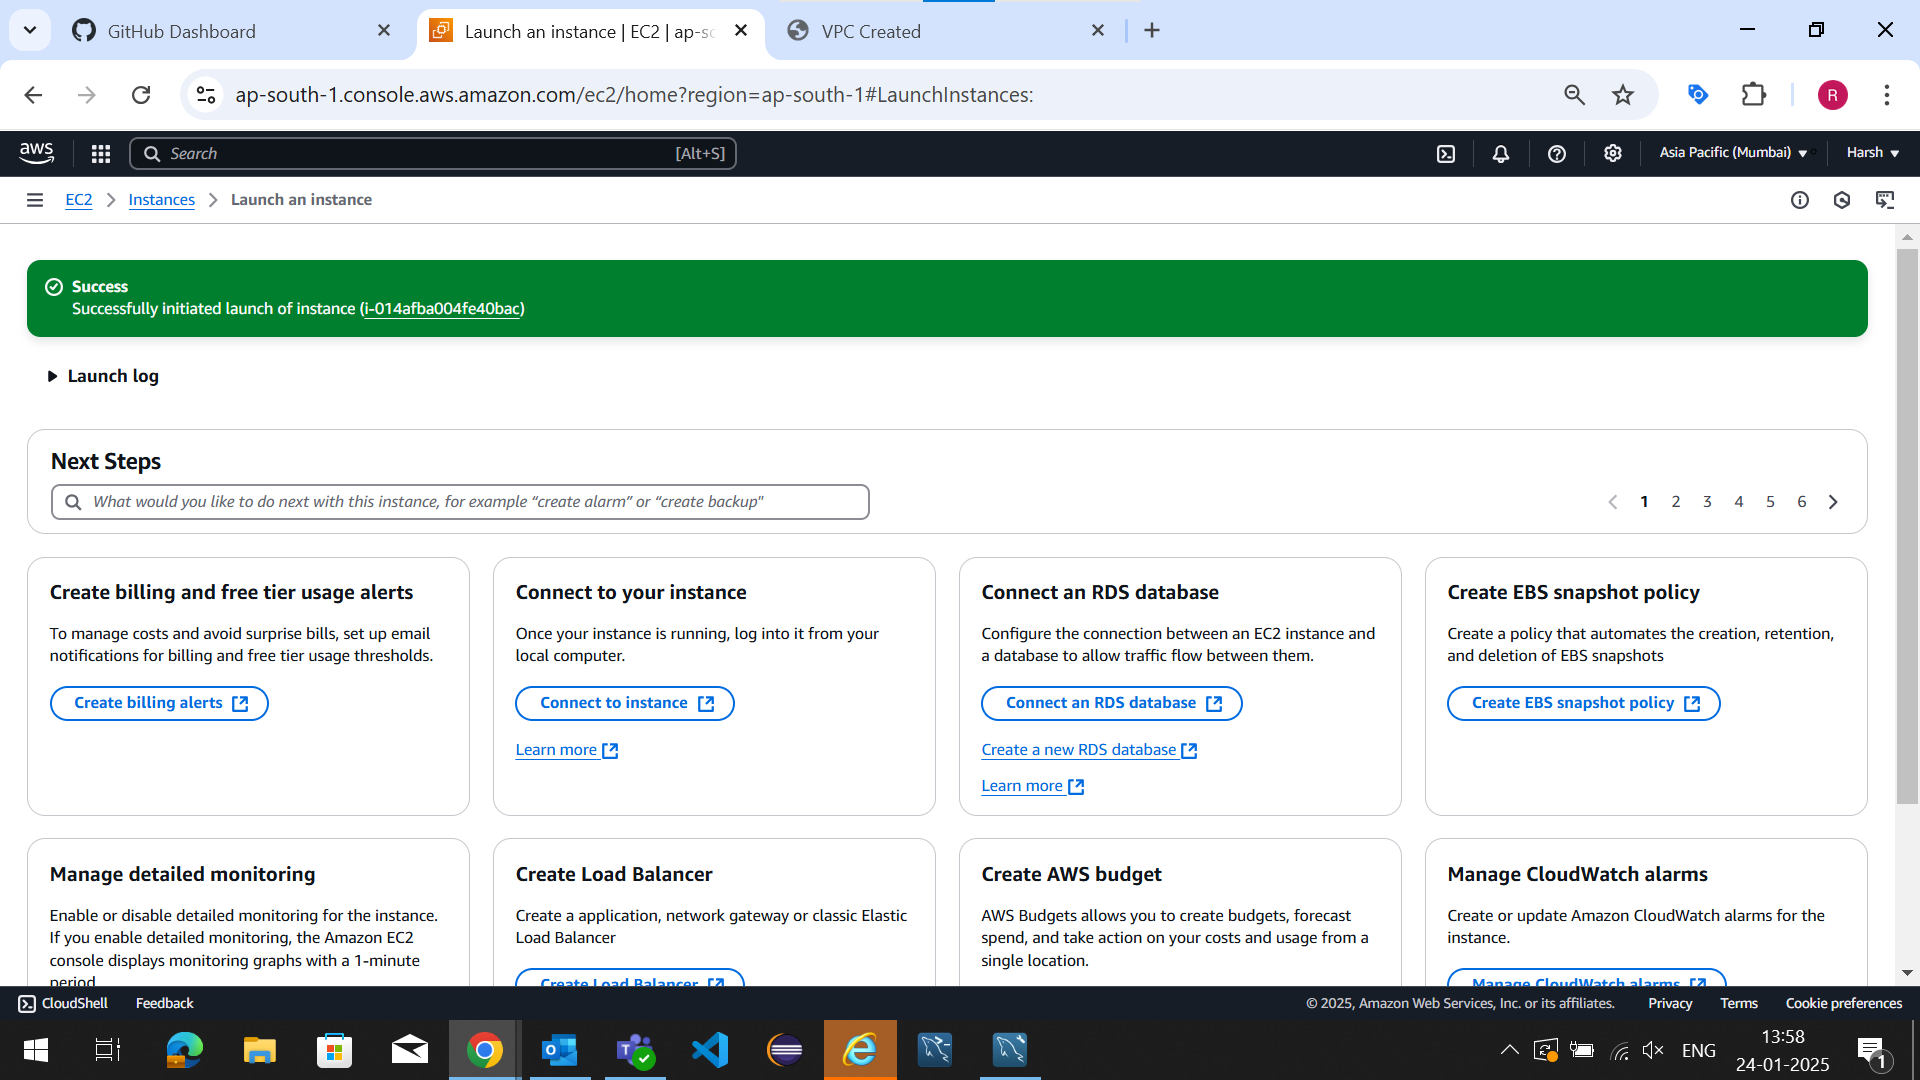 GitHub Dashboard
Launch an instance | EC2 | ap-sc
VPC Created
ap-south-1.console.aws.amazon.com/ec2/home?region=ap-south-1#LaunchInstances:
R
aws
Search
[Alt+S]
Asia Pacific (Mumbai)
Harsh
EC2
Instances
Launch an instance
Success
Successfully initiated launch of instance (i-014afba004fe40bac)
Launch log
Next Steps
What would you like to do next with this instance, for example “create alarm” or “create backup"
1 2 3 4 5 6
Create billing and free tier usage alerts
To manage costs and avoid surprise bills, set up email
notifications for billing and free tier usage thresholds.
Create billing alerts
Connect to your instance
Once your instance is running, log into it from your
local computer.
Connect to instance
Learn more
Connect an RDS database
Configure the connection between an EC2 instance and
a database to allow traffic flow between them.
Connect an RDS database
Create a new RDS database
Learn more
Create EBS snapshot policy
Create a policy that automates the creation, retention,
and deletion of EBS snapshots
Create EBS snapshot policy
Manage detailed monitoring
Enable or disable detailed monitoring for the instance.
If you enable detailed monitoring, the Amazon EC2
console displays monitoring graphs with a 1-minute
period
Create Load Balancer
Create a application, network gateway or classic Elastic
Load Balancer
Create Load Balancer
Create AWS budget
AWS Budgets allows you to create budgets, forecast
spend, and take action on your costs and usage from a
single location.
Manage CloudWatch alarms
Create or update Amazon CloudWatch alarms for the
instance.
Manage CloudWatch alarms
CloudShell
Feedback
© 2025, Amazon Web Services, Inc. or its affiliates.
Privacy
Terms
Cookie preferences
ENG
13:58
24-01-2025
1